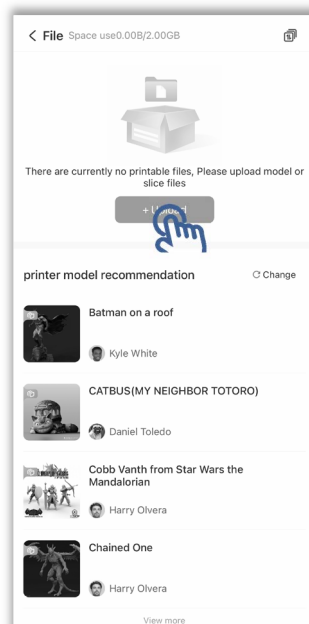 File Space use0.00B/2.00GB
There are currently no printable files, Please upload model or
slice files
+ Upload
printer model recommendation Change
Batman on a roof
Kyle White
CATBUS(MY NEIGHBOR TOTORO)
Daniel Toledo
Cobb Vanth from Star Wars the
Mandalorian
Harry Olvera
Chained One
Harry Olvera
View more